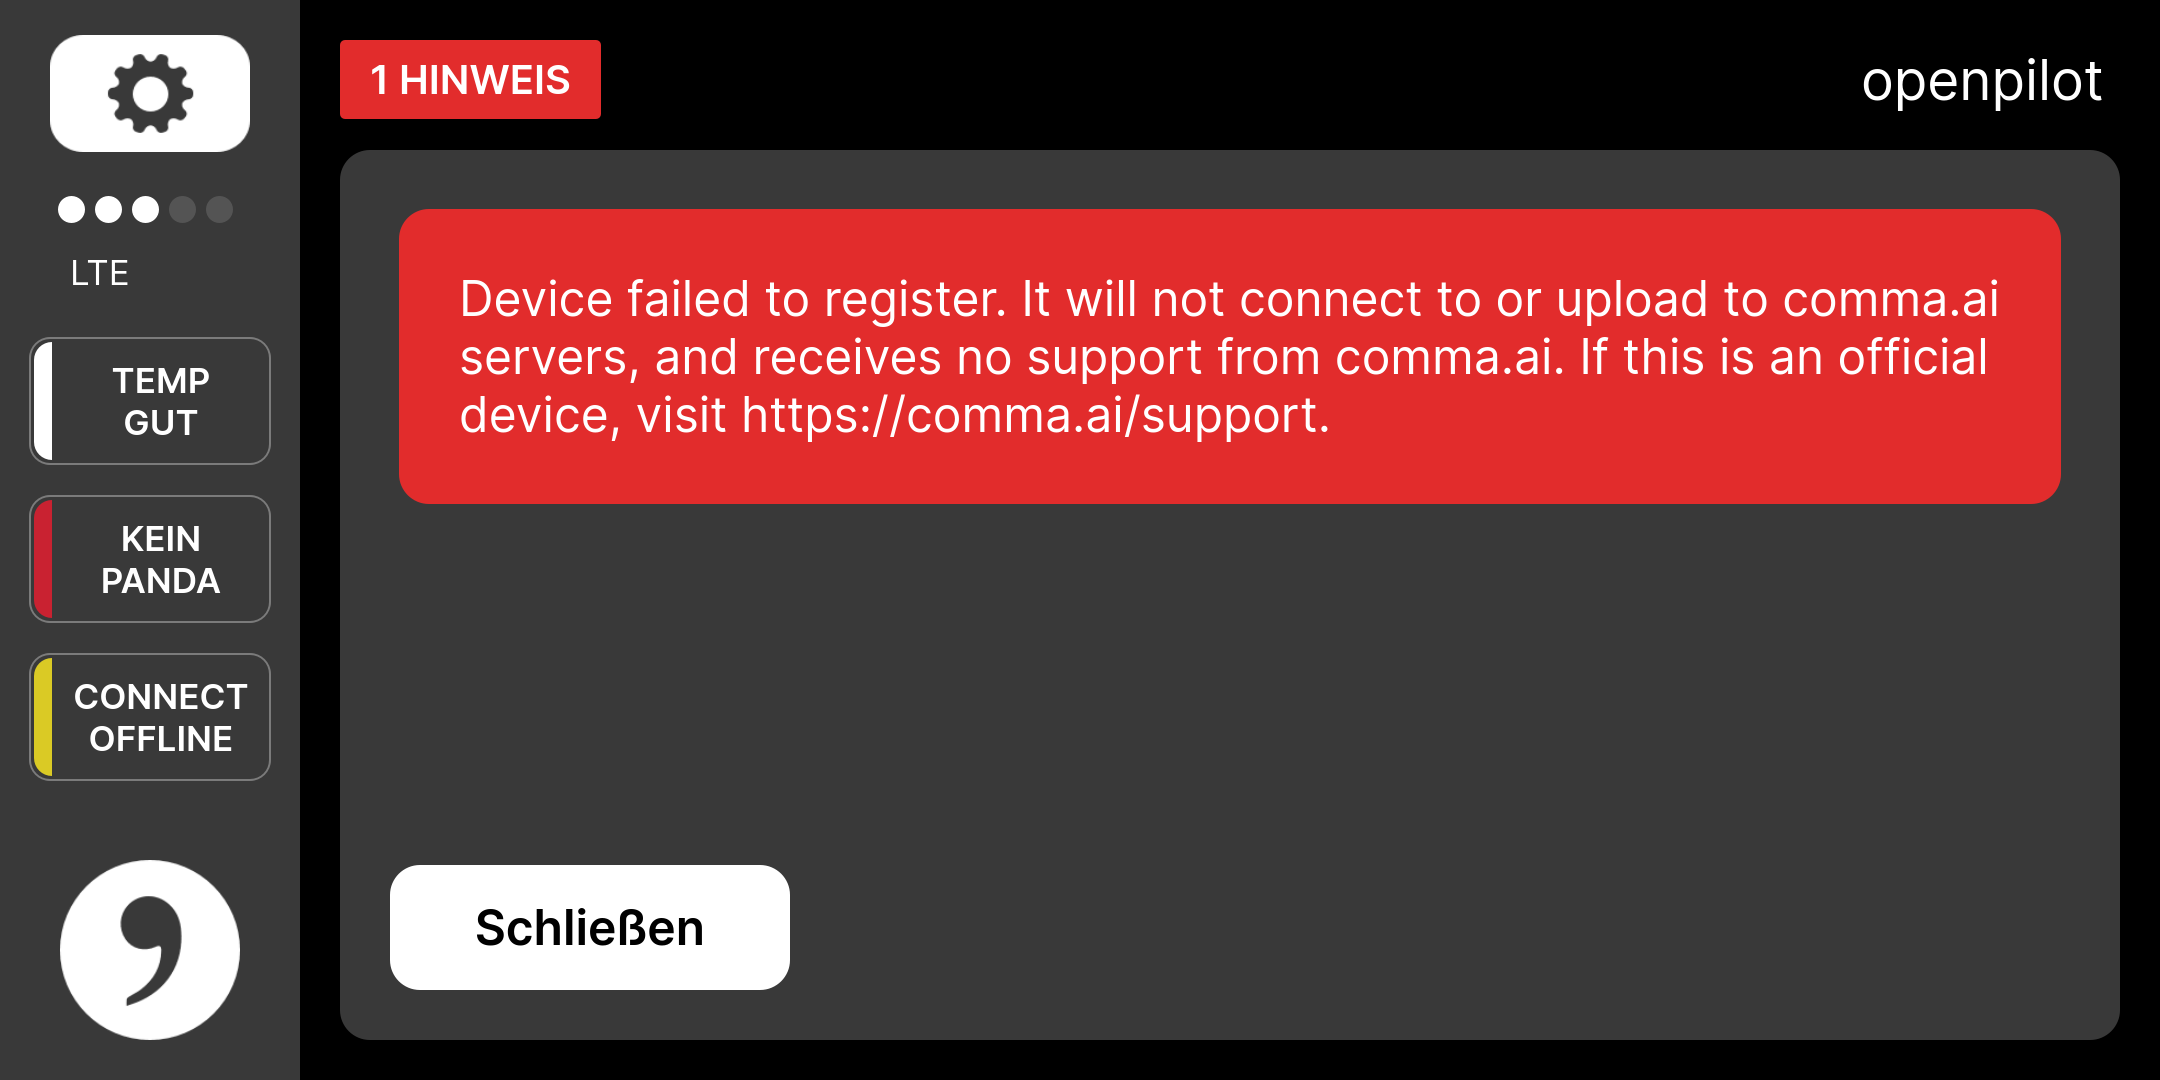 1 HINWEIS
openpilot
LTE
TEMP
GUT
KEIN
PANDA
CONNECT
OFFLINE
Device failed to register. It will not connect to or upload to comma.ai
servers, and receives no support from comma.ai. If this is an official
device, visit https://comma.ai/support.
Schließen